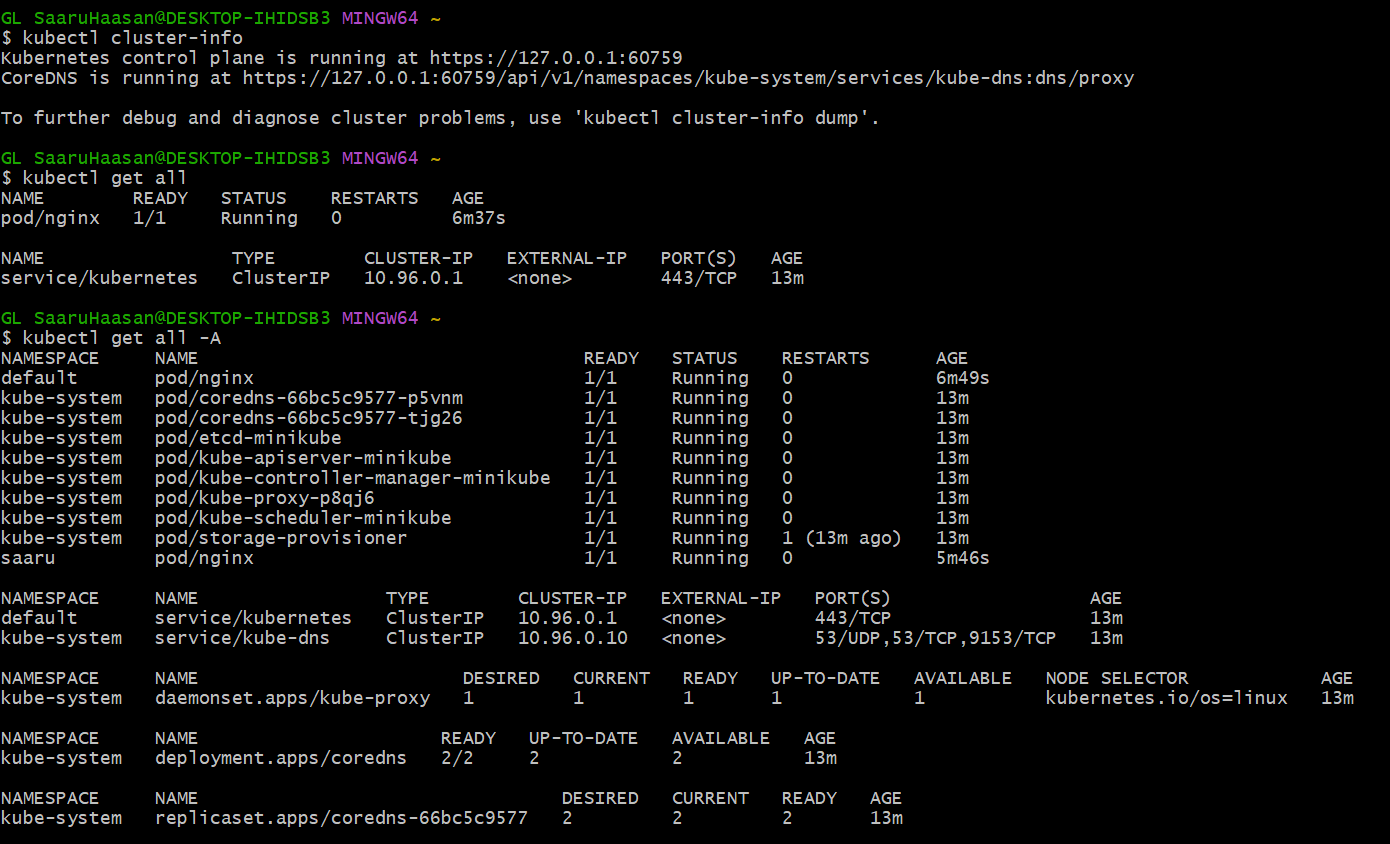 GL SaaruHaasan@DESKTOP-IHIDSB3 MINGW64 ~
$ kubectl cluster-info
Kubernetes control plane is running at https://127.0.0.1:60759
CoreDNS is running at https://127.0.0.1:60759/api/v1/namespaces/kube-system/services/kube-dns:dns/proxy

To further debug and diagnose cluster problems, use 'kubectl cluster-info dump'.

GL SaaruHaasan@DESKTOP-IHIDSB3 MINGW64 ~
$ kubectl get all
NAME        READY   STATUS    RESTARTS   AGE
pod/nginx   1/1     Running   0          6m37s

NAME                 TYPE        CLUSTER-IP   EXTERNAL-IP   PORT(S)   AGE
service/kubernetes   ClusterIP   10.96.0.1    <none>        443/TCP   13m

GL SaaruHaasan@DESKTOP-IHIDSB3 MINGW64 ~
$ kubectl get all -A
NAMESPACE     NAME                                   READY   STATUS    RESTARTS      AGE
default       pod/nginx                              1/1     Running   0             6m49s
kube-system   pod/coredns-66bc5c9577-p5vnm           1/1     Running   0             13m
kube-system   pod/coredns-66bc5c9577-tjg26           1/1     Running   0             13m
kube-system   pod/etcd-minikube                      1/1     Running   0             13m
kube-system   pod/kube-apiserver-minikube            1/1     Running   0             13m
kube-system   pod/kube-controller-manager-minikube   1/1     Running   0             13m
kube-system   pod/kube-proxy-p8qj6                   1/1     Running   0             13m
kube-system   pod/kube-scheduler-minikube            1/1     Running   0             13m
kube-system   pod/storage-provisioner                1/1     Running   1 (13m ago)   13m
saaru         pod/nginx                              1/1     Running   0             5m46s

NAMESPACE     NAME                 TYPE        CLUSTER-IP   EXTERNAL-IP   PORT(S)                  AGE
default       service/kubernetes   ClusterIP   10.96.0.1    <none>        443/TCP                  13m
kube-system   service/kube-dns     ClusterIP   10.96.0.10   <none>        53/UDP,53/TCP,9153/TCP   13m

NAMESPACE     NAME                        DESIRED   CURRENT   READY   UP-TO-DATE   AVAILABLE   NODE SELECTOR            AGE
kube-system   daemonset.apps/kube-proxy   1         1         1       1            1           kubernetes.io/os=linux   13m

NAMESPACE     NAME                      READY   UP-TO-DATE   AVAILABLE   AGE
kube-system   deployment.apps/coredns   2/2     2            2           13m

NAMESPACE     NAME                                 DESIRED   CURRENT   READY   AGE
kube-system   replicaset.apps/coredns-66bc5c9577   2         2         2       13m